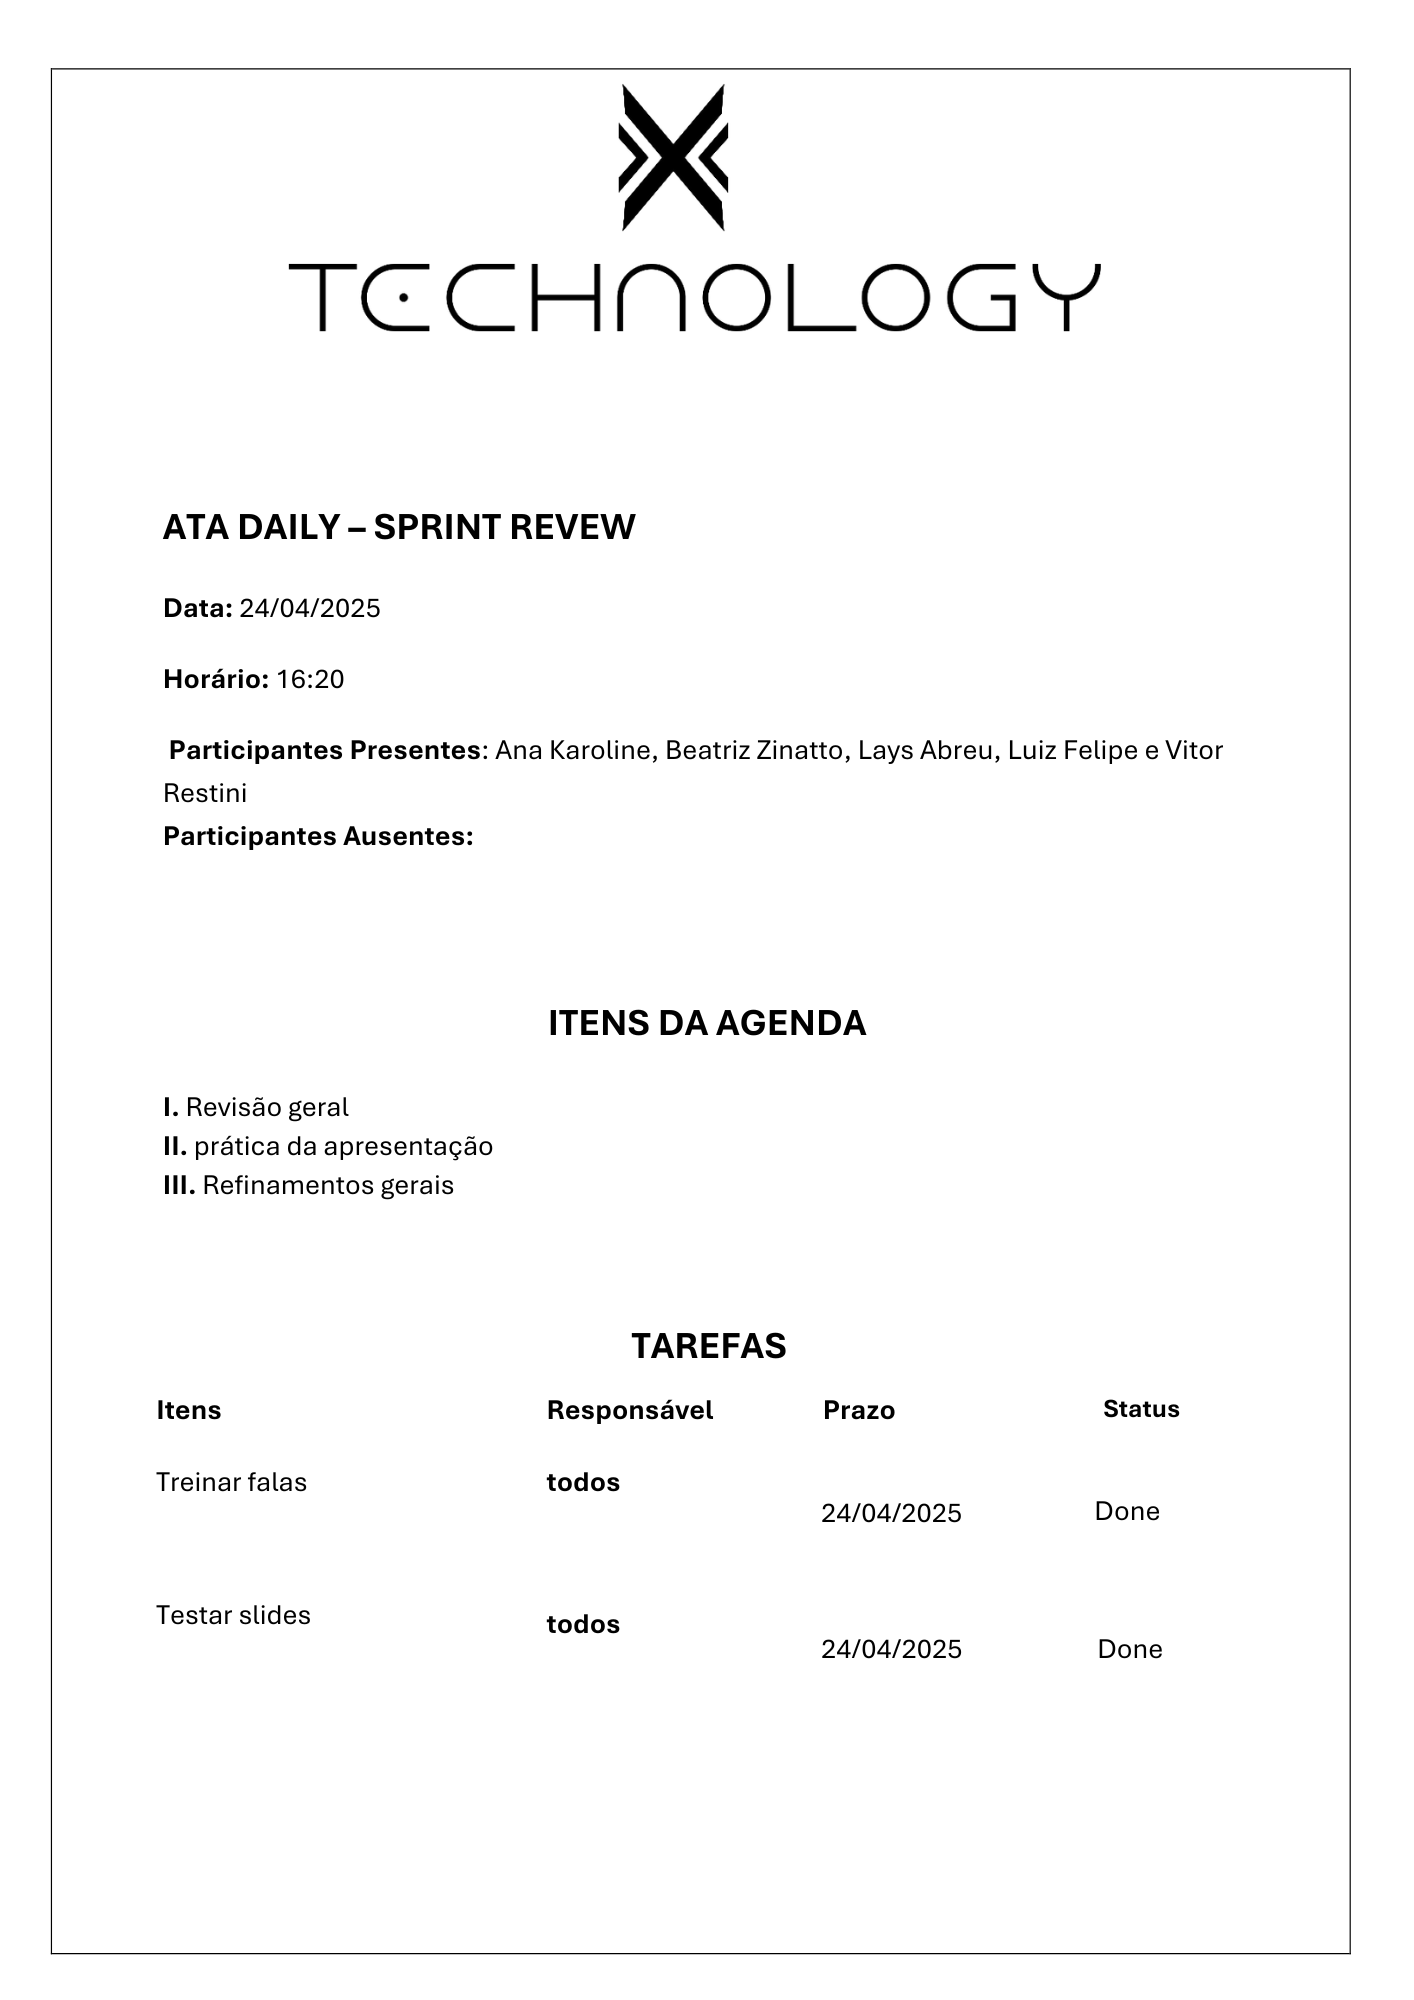 X
TECHNOLOGY
ATA DAILY – SPRINT REVEW
Data: 24/04/2025
Horário: 16:20
Participantes Presentes: Ana Karoline, Beatriz Zinatto, Lays Abreu, Luiz Felipe e Vitor
Restini
Participantes Ausentes:
ITENS DA AGENDA
I. Revisão geral
II. prática da apresentação
III. Refinamentos gerais
TAREFAS
Itens Responsável Prazo Status
Treinar falas todos 24/04/2025 Done
Testar slides todos 24/04/2025 Done